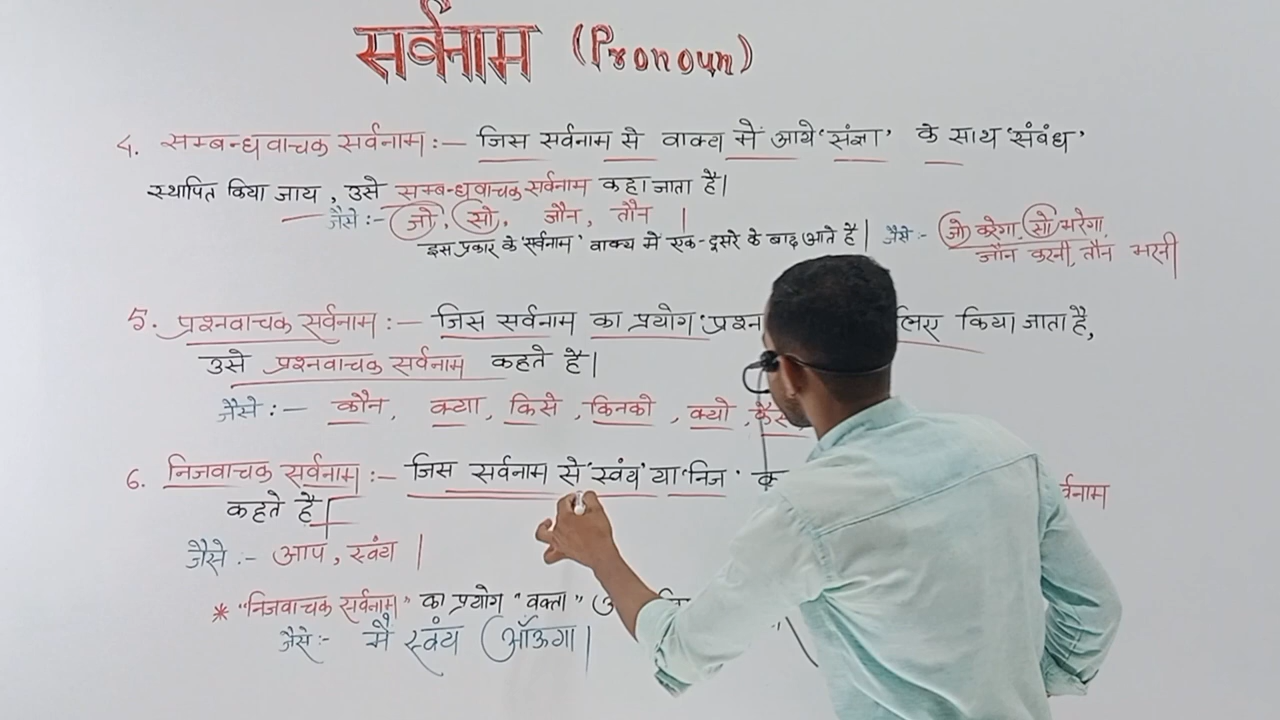 सर्वनाम (Pronoun)
4. सम्बन्धवाचक सर्वनाम :— जिस सर्वनाम से वाक्य में आये 'संज्ञा' के साथ 'संबंध'
स्थापित किया जाय, उसे सम्बन्धवाचक सर्वनाम कहा जाता है।
जैसे :- जो, सो, जौन, तौन |
इस प्रकार के 'सर्वनाम' वाक्य में एक-दूसरे के बाद आते है| जैसे :- जो करेगा, सो भरेगा,
जौन करनी, तौन भरनी
5. प्रश्नवाचक सर्वनाम :— जिस सर्वनाम का प्रयोग 'प्रश्न लिए किया जाता है,
उसे प्रश्नवाचक सर्वनाम कहते है।
जैसे :— कौन, क्या, किसे, किनको, क्यो,
6. निजवाचक सर्वनाम :— जिस सर्वनाम से 'स्वंय' या 'निज'
कहते है|
जैसे :- आप, स्वंय |
* "निजवाचक सर्वनाम" का प्रयोग "वक्ता"
जैसे :- मै स्वंय आँऊगा|